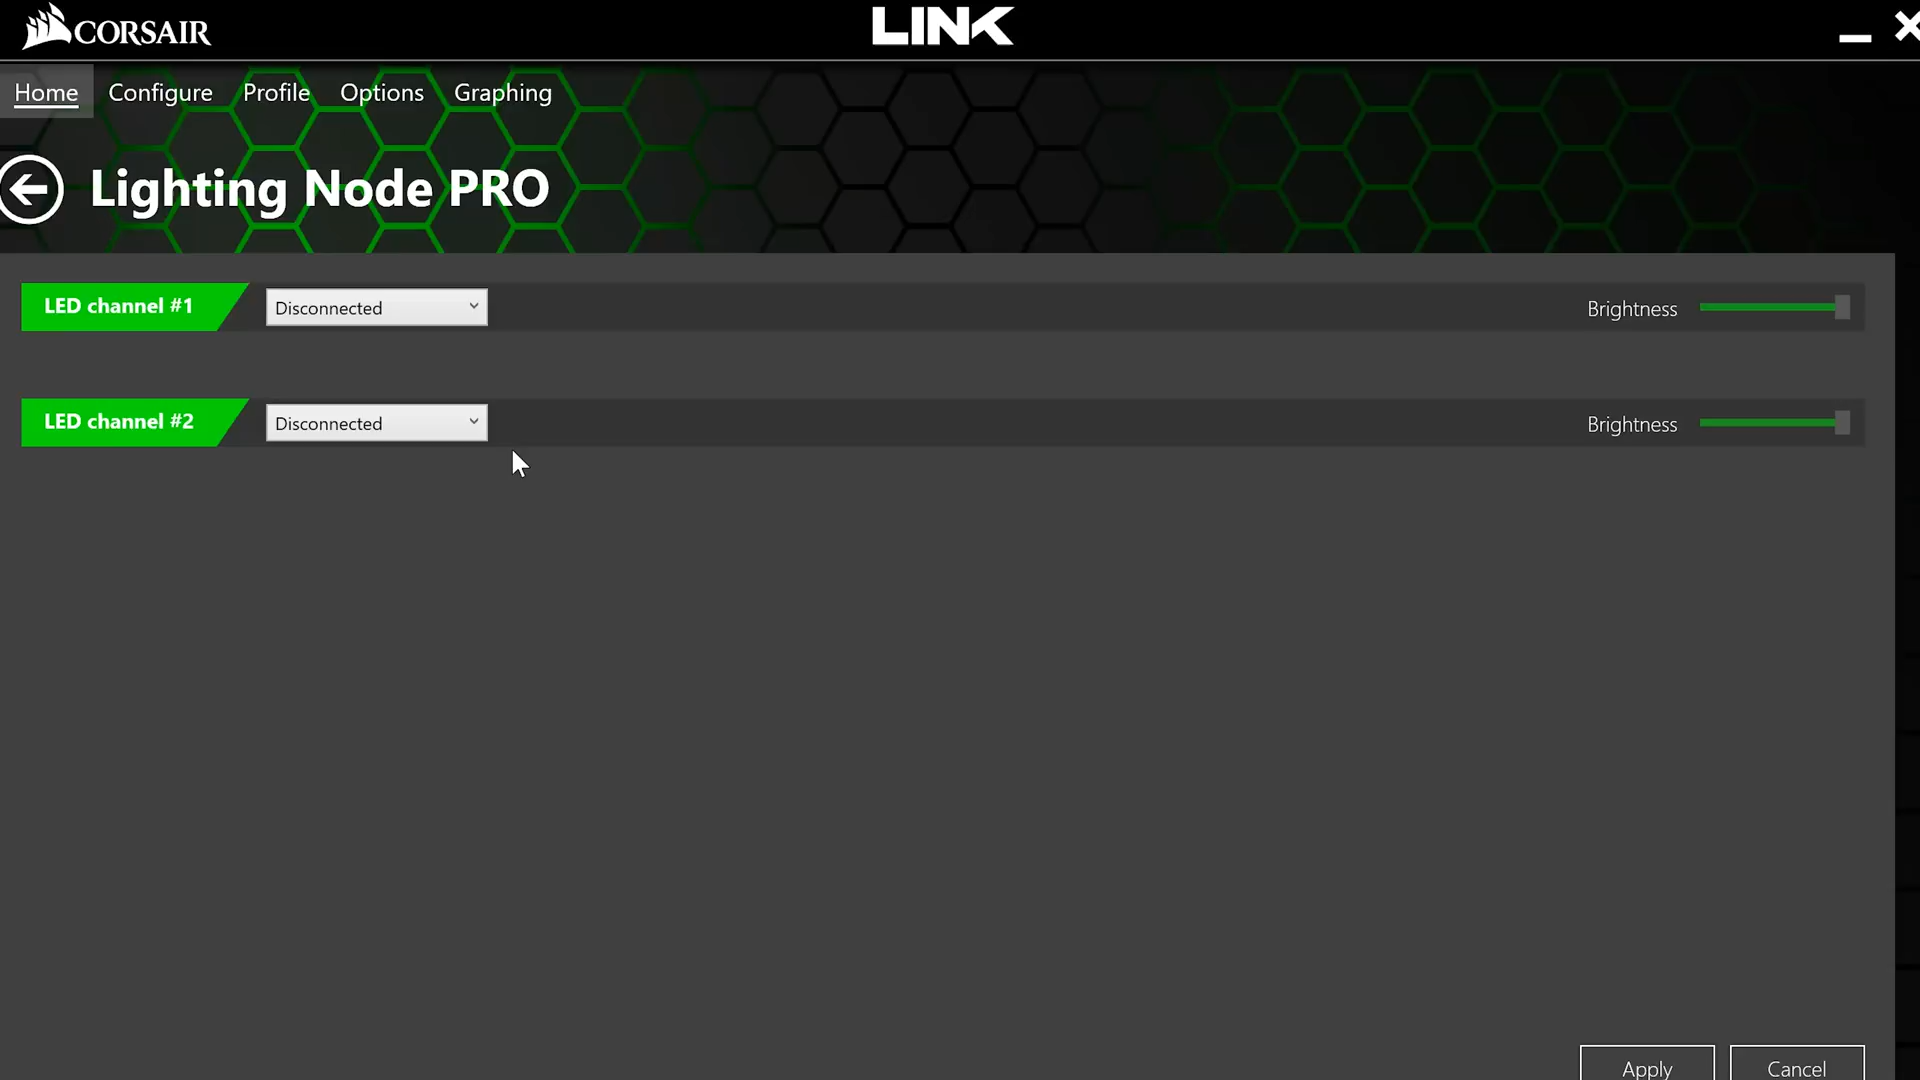 CORSAIR
LINK
Home Configure Profile Options Graphing
Lighting Node PRO
LED channel #1 Disconnected Brightness
LED channel #2 Disconnected Brightness
Apply Cancel